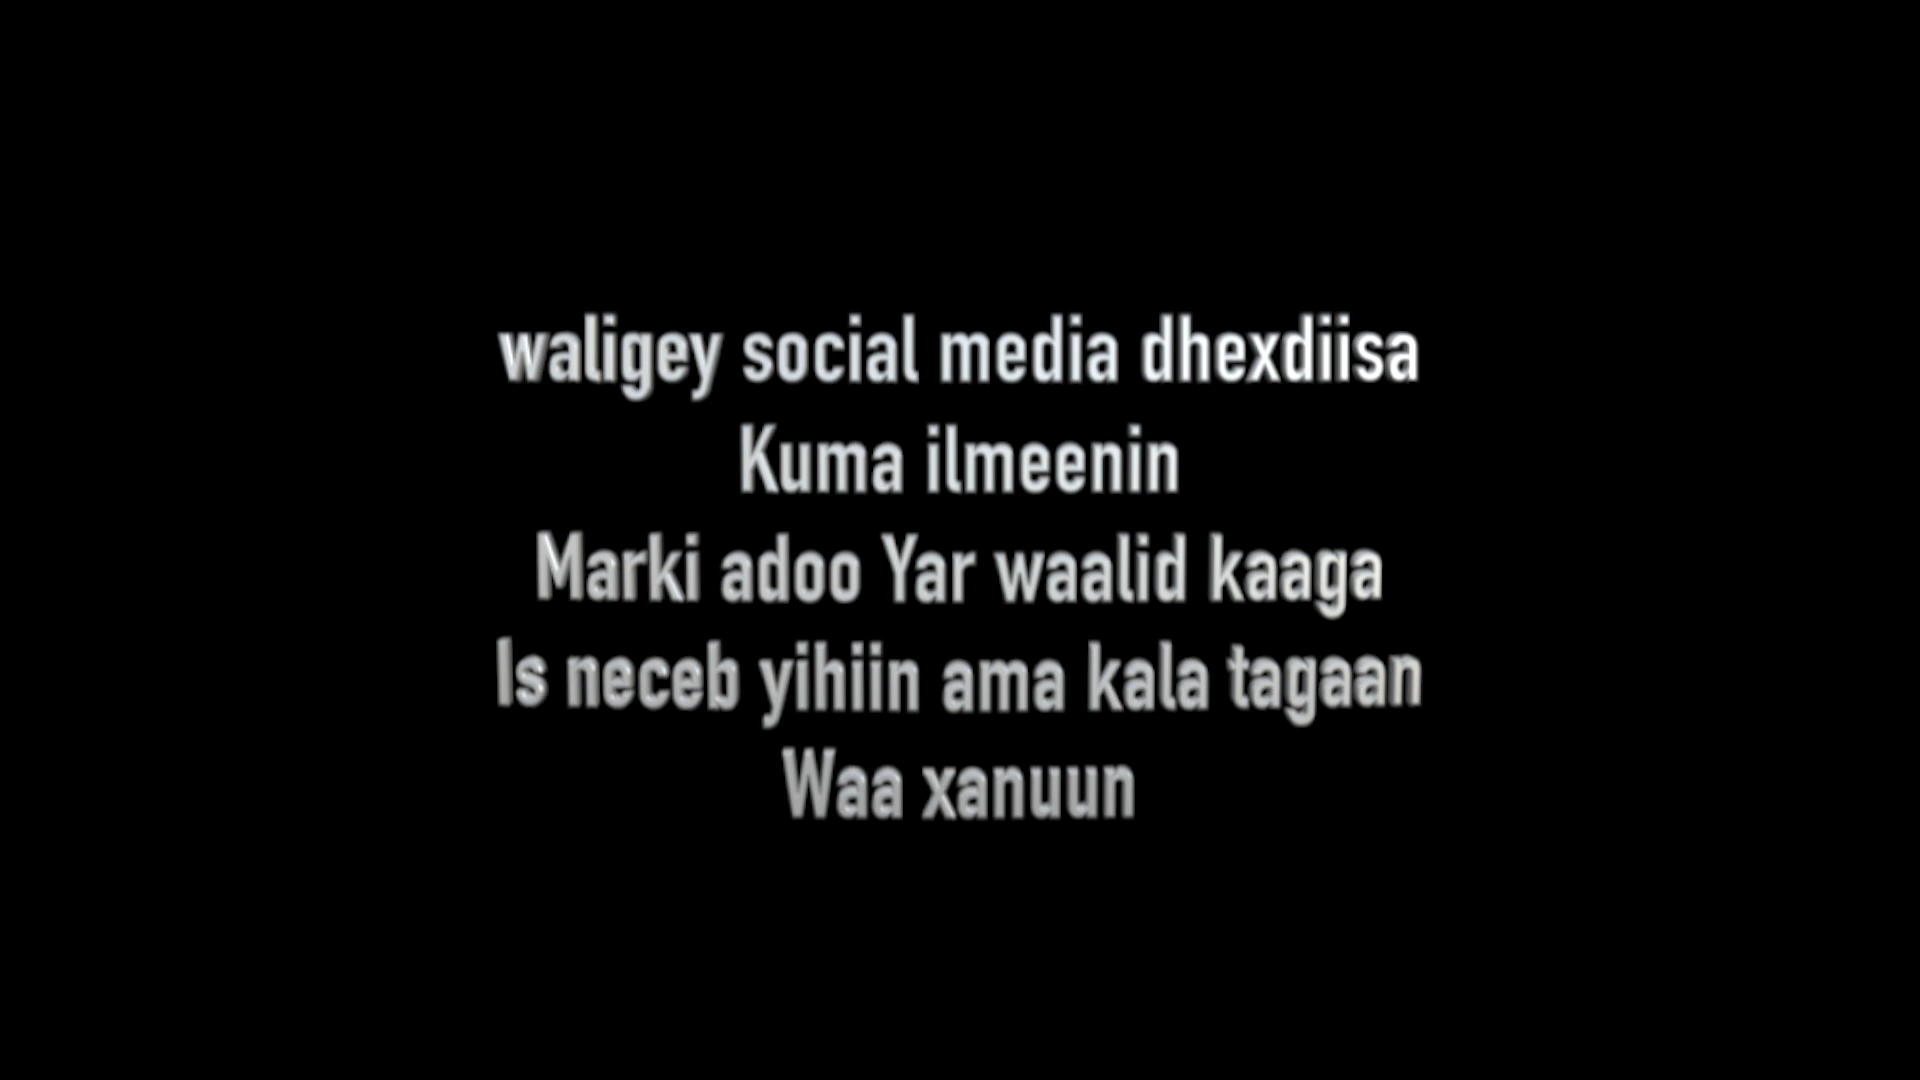 waligey social media dhexdiisa
Kuma ilmeenin
Marki adoo Yar waalid kaaga
Is neceb yihiin ama kala tagaan
Waa xanuun